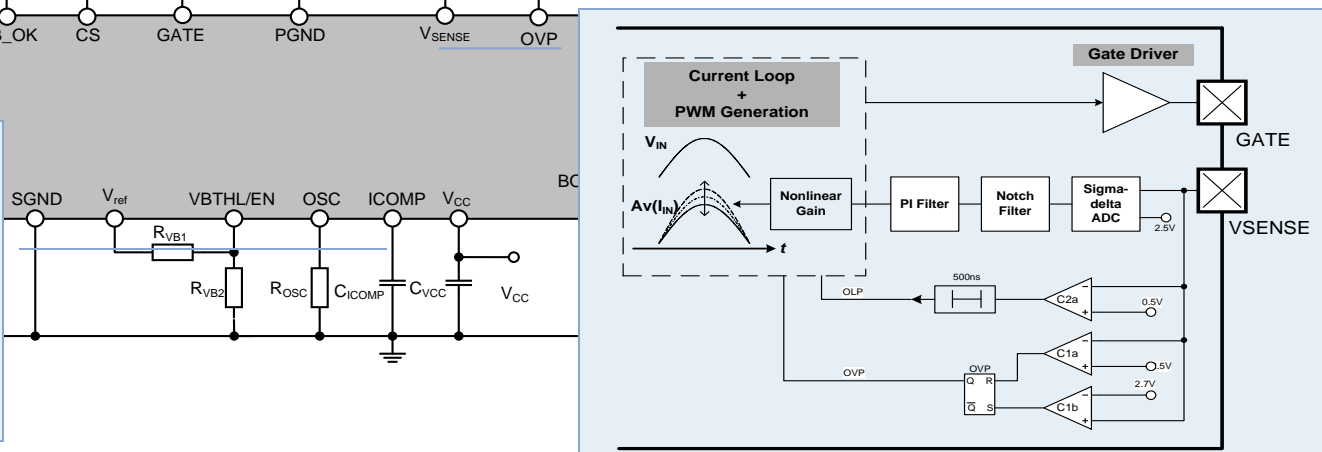 B_OK CS GATE PGND VSENSE OVP
SGND Vref VBTHL/EN OSC ICOMP VCC BO
RVB1
RVB2 ROSC CICOMP CVCC VCC
Gate Driver
Current Loop
+
PWM Generation
GATE
VIN
Av(IIN)
t
Nonlinear
Gain
PI Filter
Notch
Filter
Sigma-
delta
ADC
2.5V
VSENSE
500ns
OLP
C2a
−
+
0.5V
OVP
OVP
Q R
Q S
C1a
−
+
.5V
2.7V
C1b
−
+